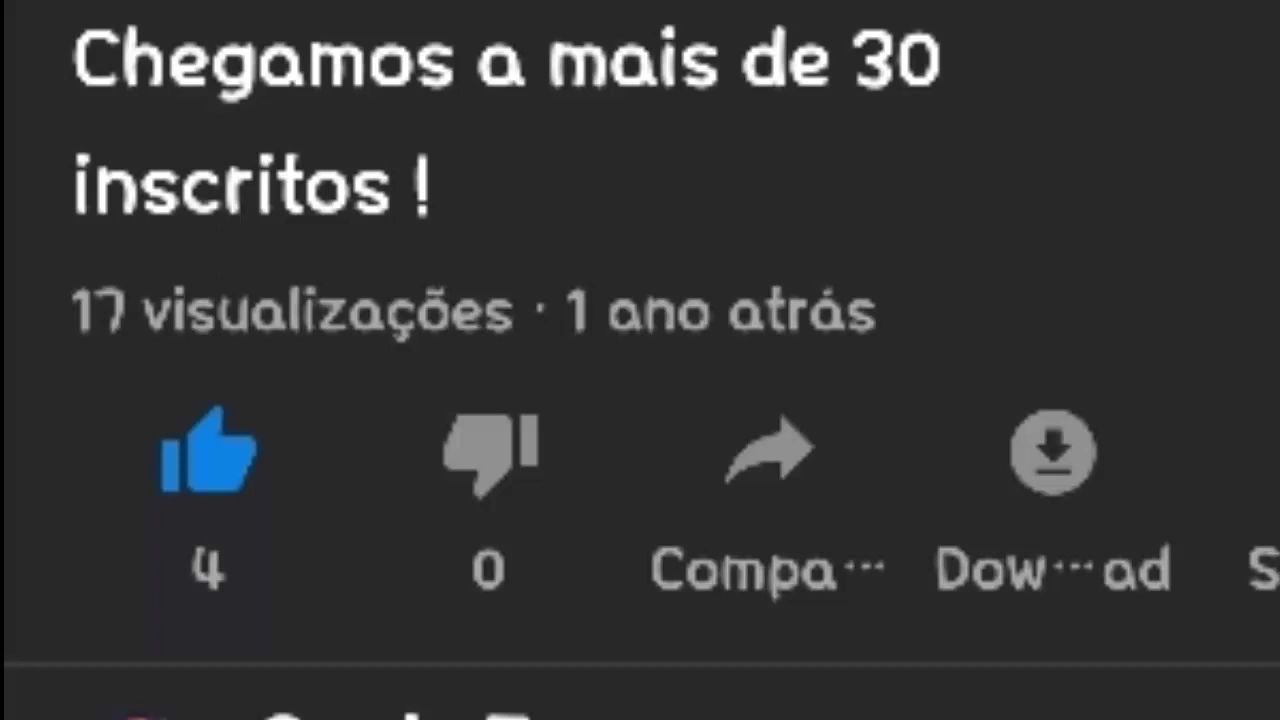 Chegamos a mais de 30
inscritos !
17 visualizações · 1 ano atrás
4 0 Compa... Dow...ad S